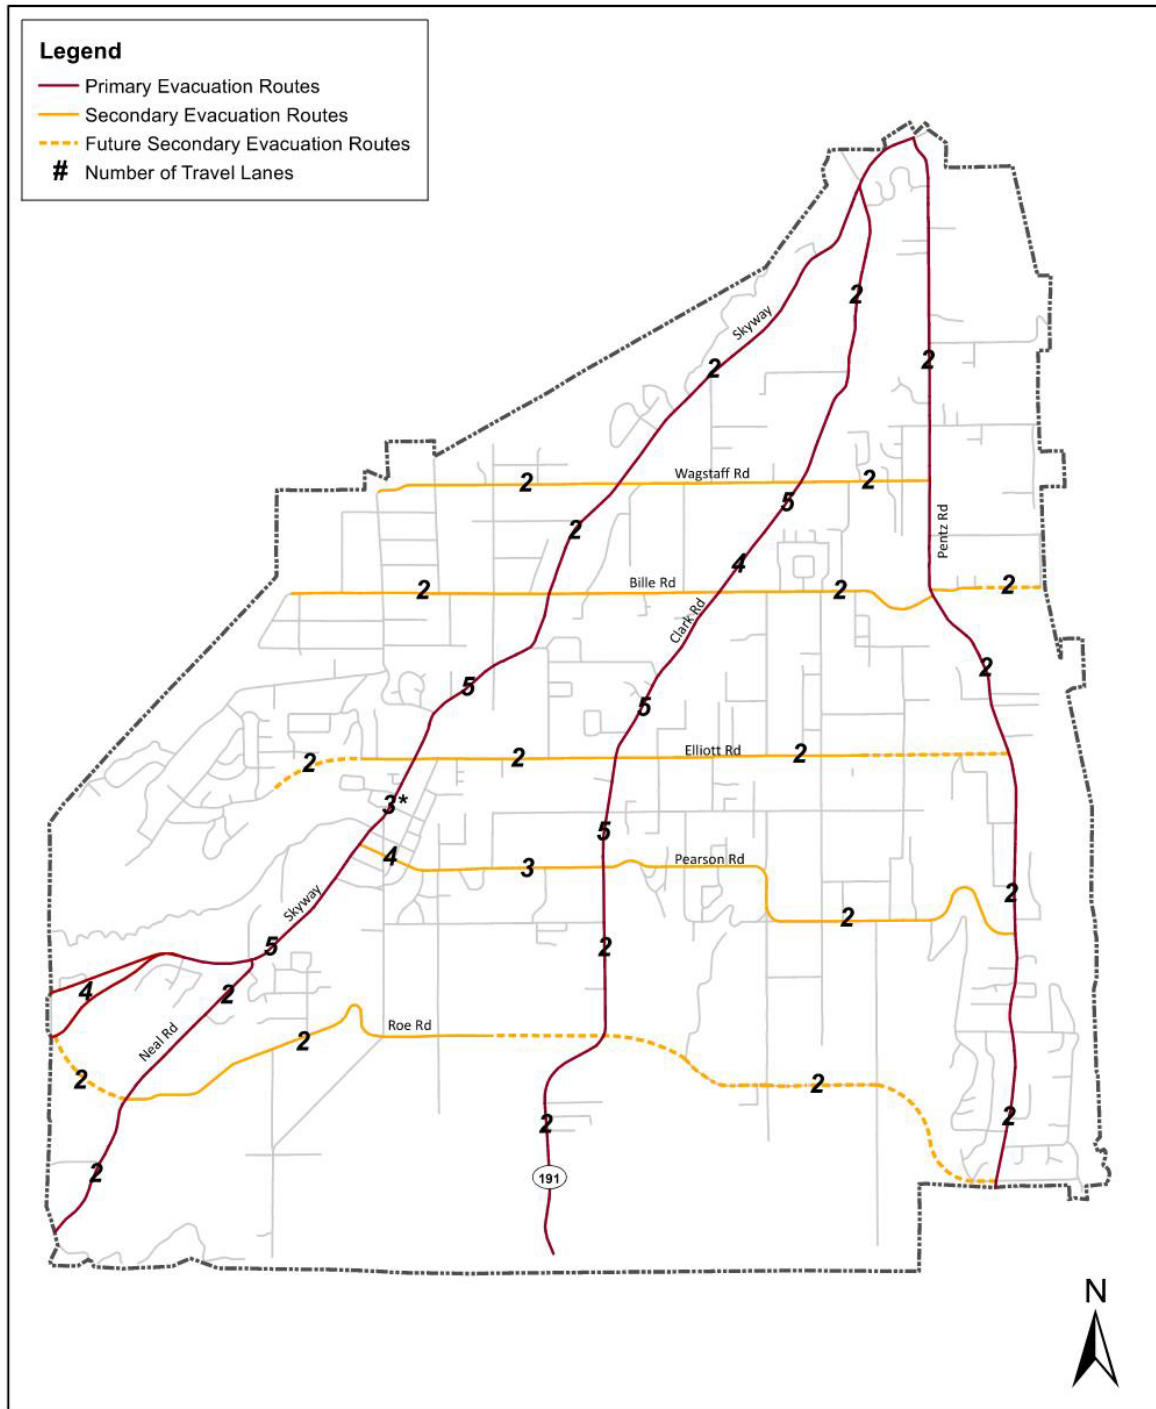 Legend
Primary Evacuation Routes
Secondary Evacuation Routes
Future Secondary Evacuation Routes
# Number of Travel Lanes
2
2
Skyway
2
Wagstaff Rd
2
2
5
2
Pentz Rd
4
Bille Rd
2
2
2
Clark Rd
2
5
5
Elliott Rd
2
2
2
3*
5
Pearson Rd
4
3
2
2
Skyway
5
2
4
2
Neal Rd
Roe Rd
2
2
2
2
2
2
191
N